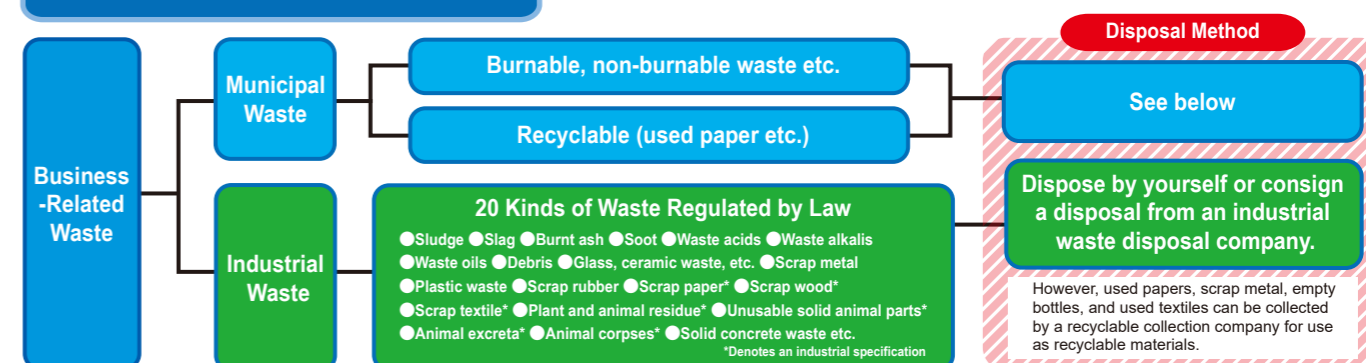 Disposal Method
Business
-Related
Waste
Municipal
Waste
Burnable, non-burnable waste etc.
Recyclable (used paper etc.)
See below
Industrial
Waste
20 Kinds of Waste Regulated by Law
●Sludge ●Slag ●Burnt ash ●Soot ●Waste acids ●Waste alkalis
●Waste oils ●Debris ●Glass, ceramic waste, etc. ●Scrap metal
●Plastic waste ●Scrap rubber ●Scrap paper* ●Scrap wood*
●Scrap textile* ●Plant and animal residue* ●Unusable solid animal parts*
●Animal excreta* ●Animal corpses* ●Solid concrete waste etc.
*Denotes an industrial specification
Dispose by yourself or consign
a disposal from an industrial
waste disposal company.
However, used papers, scrap metal, empty
bottles, and used textiles can be collected
by a recyclable collection company for use
as recyclable materials.